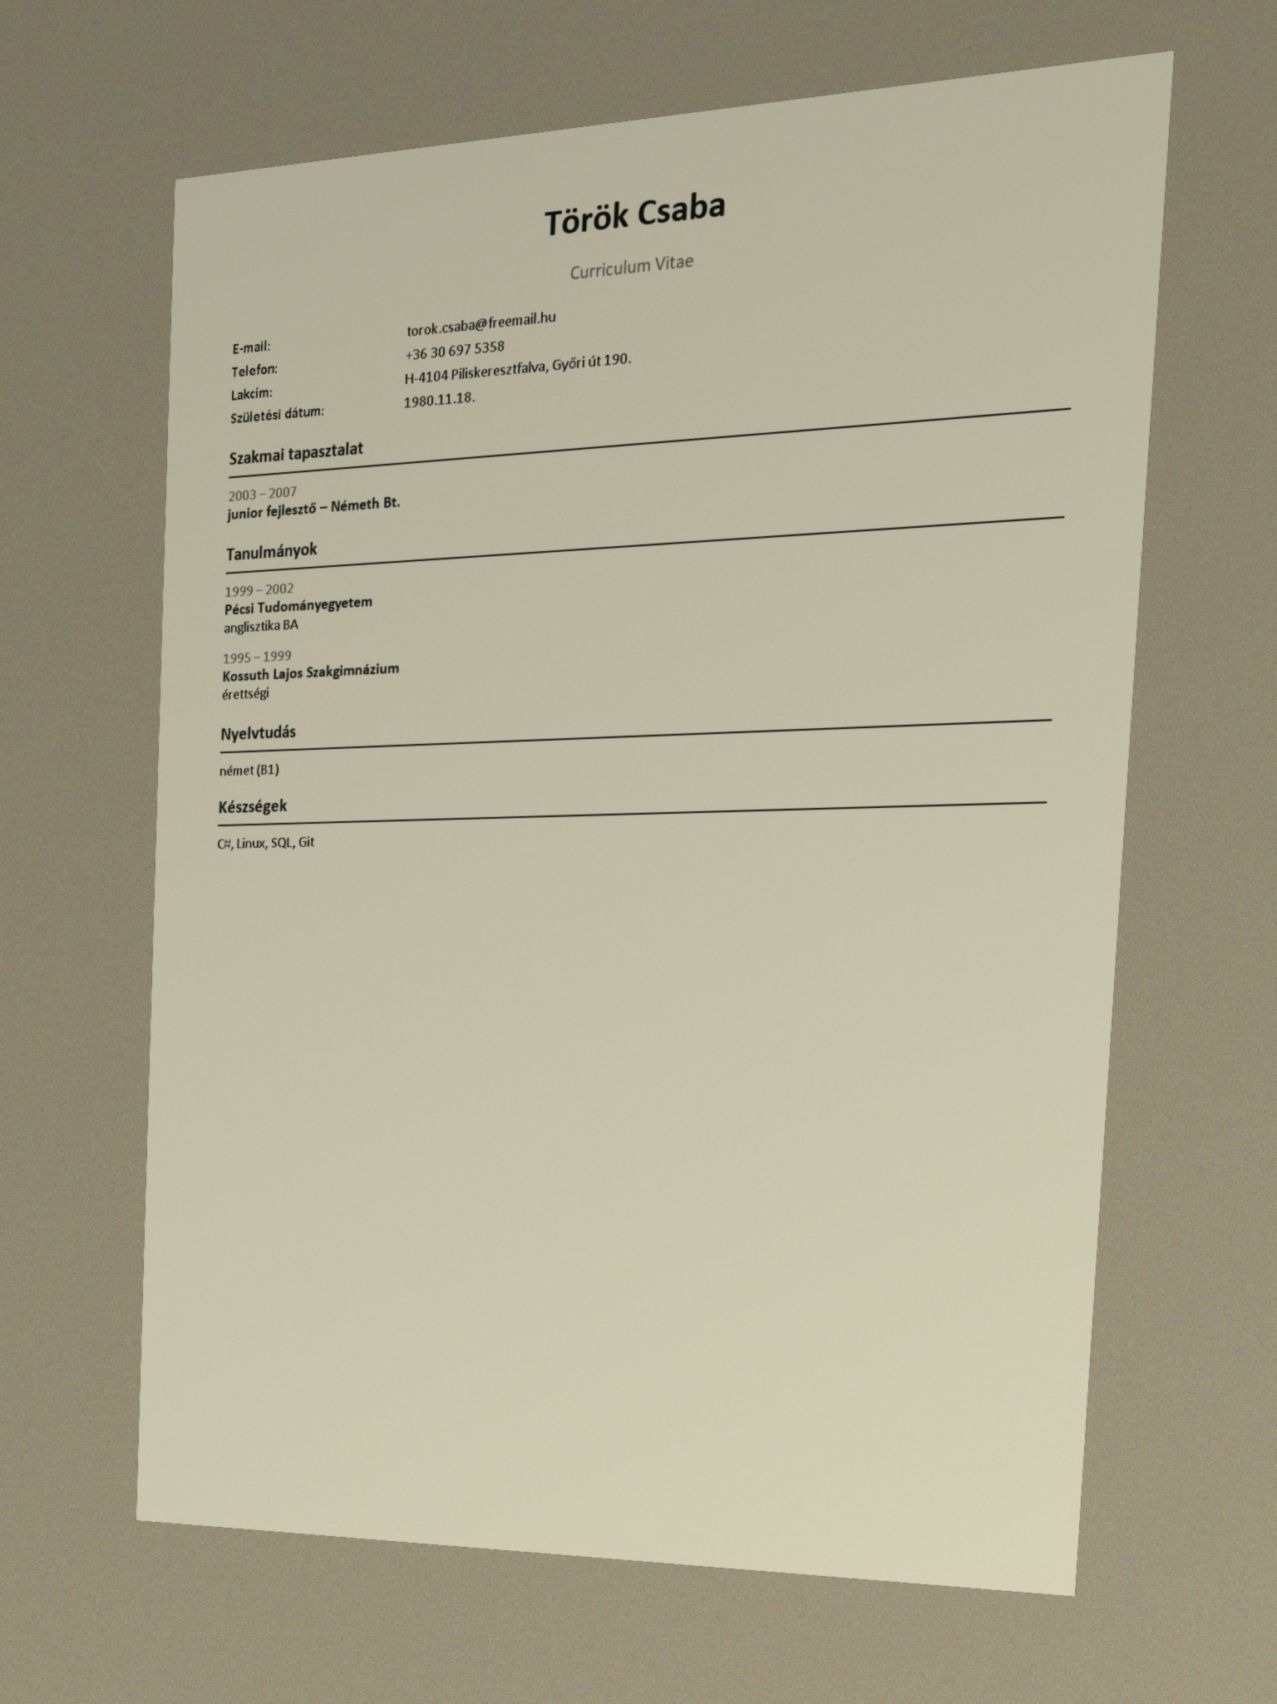 Török Csaba
Curriculum Vitae
E-mail: torok.csaba@freemail.hu
Telefon: +36 30 697 5358
Lakcím: H-4104 Piliskeresztfalva, Győri út 190.
Születési dátum: 1980.11.18.
Szakmai tapasztalat
2003 – 2007
junior fejlesztő – Németh Bt.
Tanulmányok
1999 – 2002
Pécsi Tudományegyetem
anglisztika BA
1995 – 1999
Kossuth Lajos Szakgimnázium
érettségi
Nyelvtudás
német (B1)
Készségek
C#, Linux, SQL, Git